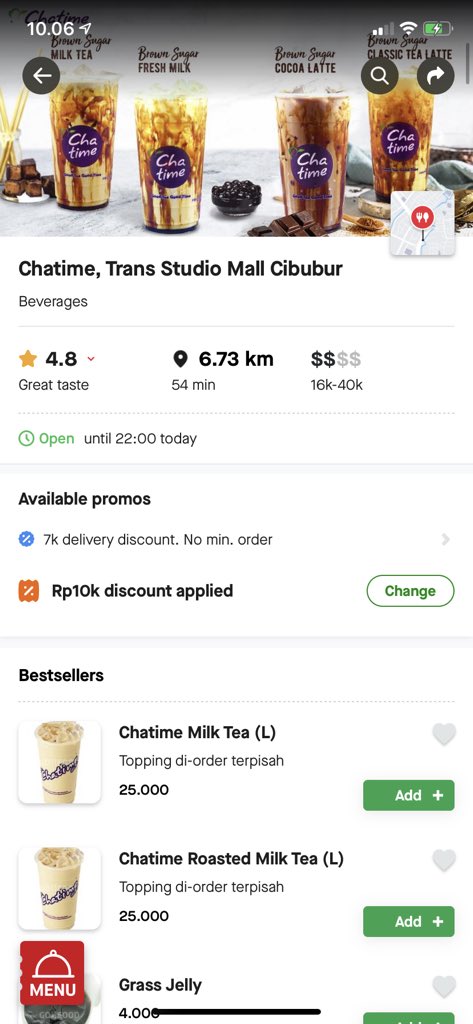 Chatime
10.06
Brown Sugar
MILK TEA
Brown Sugar
FRESH MILK
Brown Sugar
COCOA LATTE
Brown Sugar
CLASSIC TEA LATTE
Cha
time
Cha
time
Cha
time
Cha
time
Chatime, Trans Studio Mall Cibubur
Beverages
4.8
6.73 km
$$$$
Great taste
54 min
16k-40k
Open until 22:00 today
Available promos
7k delivery discount. No min. order
Rp10k discount applied
Change
Bestsellers
Chatime
Chatime Milk Tea (L)
Topping di-order terpisah
25.000
Add +
Chatime
Chatime Roasted Milk Tea (L)
Topping di-order terpisah
25.000
Add +
MENU
GOFOOD
Grass Jelly
4.000